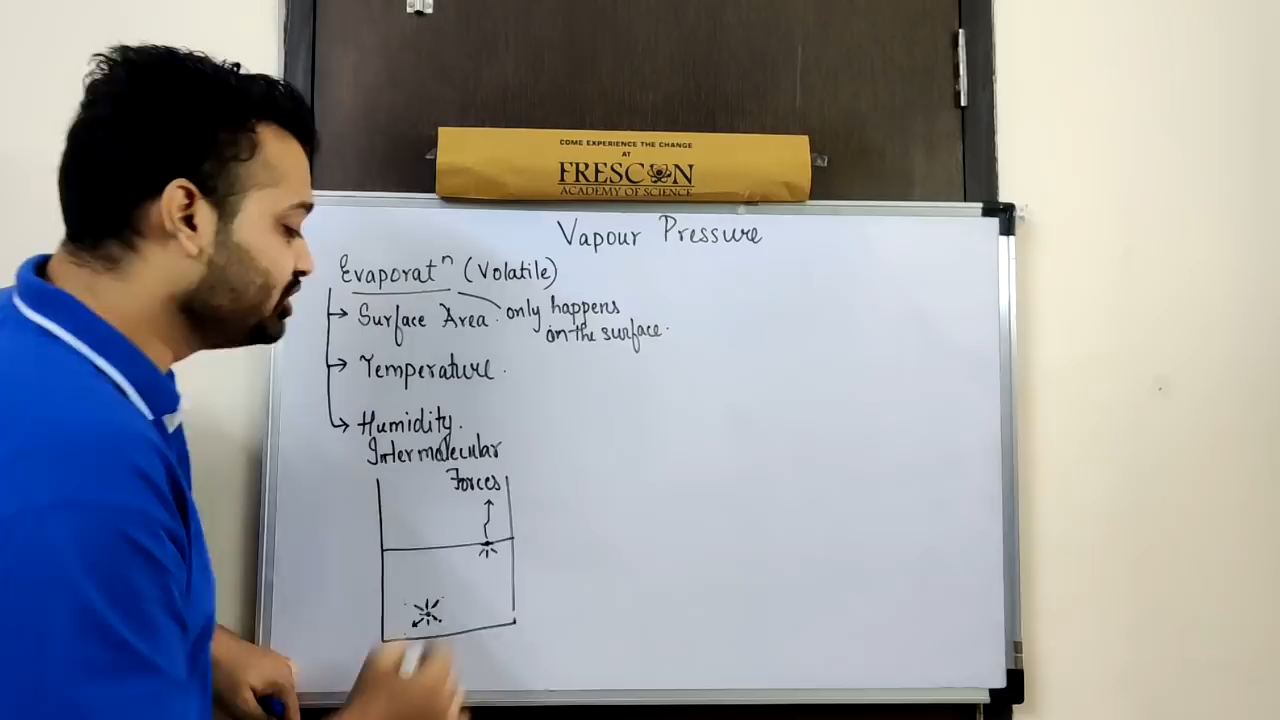 COME EXPERIENCE THE CHANGE
AT
FRESCON
ACADEMY OF SCIENCE
Vapour Pressure
Evaporatⁿ (Volatile)
Surface Area. only happens
on the surface.
Temperature.
Humidity.
Intermolecular
Forces